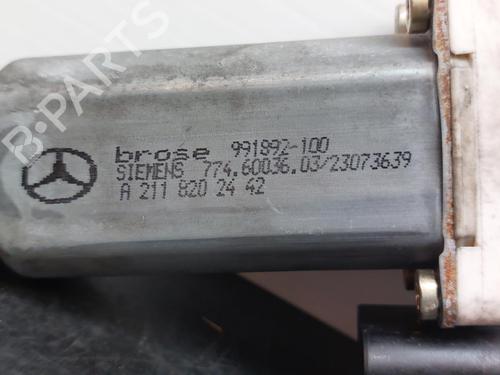 B-PARTS
brose 991892-100
SIEMENS 774.60036.03/23073639
A 211 820 24 42